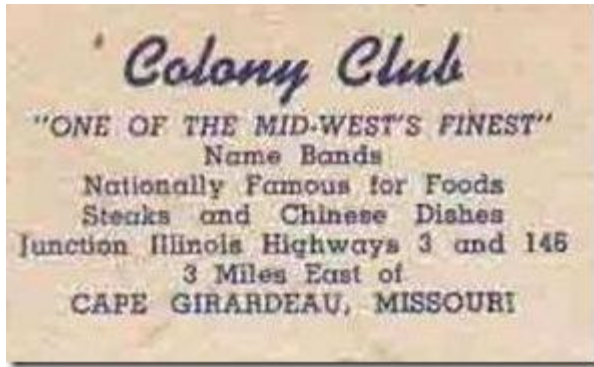 Colony Club
"ONE OF THE MID-WEST'S FINEST"
Name Bands
Nationally Famous for Foods
Steaks and Chinese Dishes
Junction Illinois Highways 3 and 146
3 Miles East of
CAPE GIRARDEAU, MISSOURI